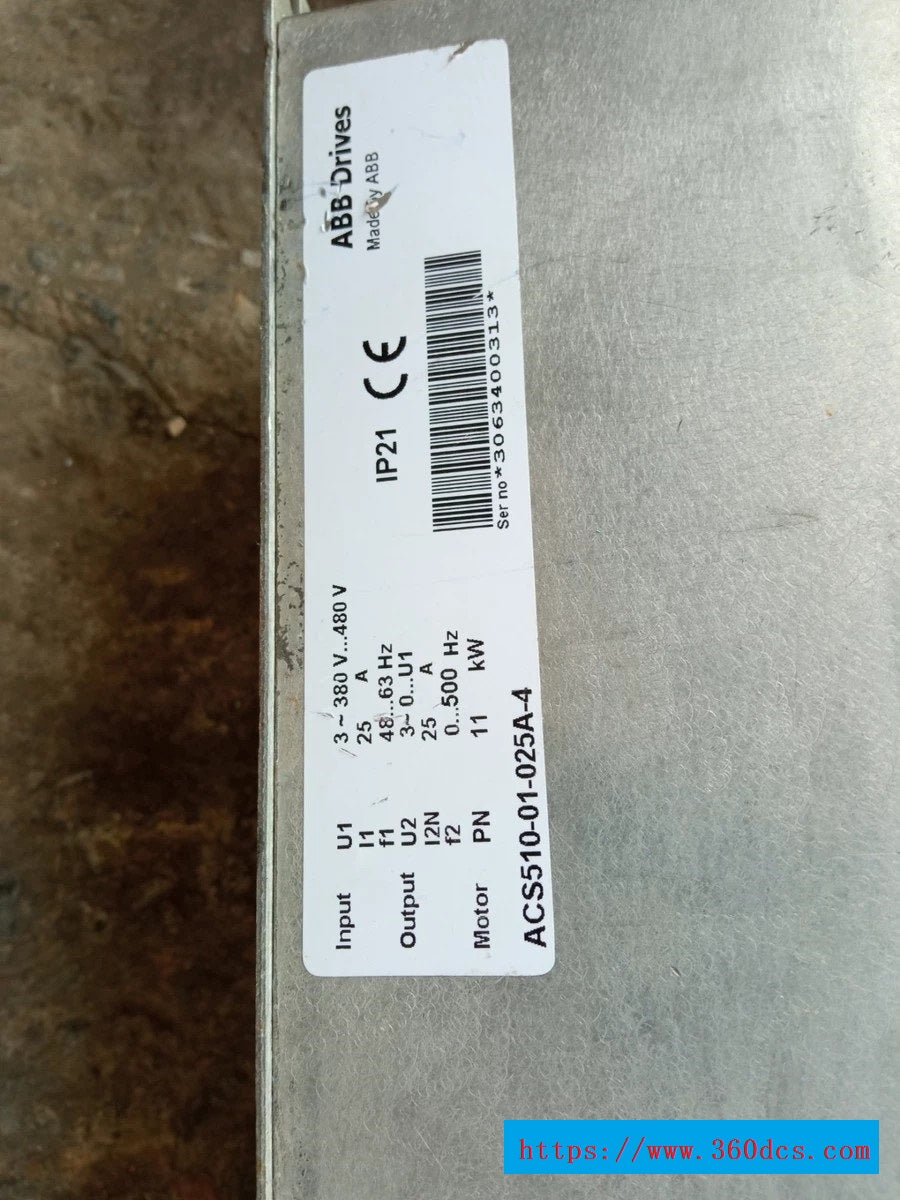 ABB Drives
Made by ABB
IP21 CE
Ser no *3063400313*
Input U1 3 ~ 380 V...480 V
I1 25 A
f1 48...63 Hz
Output U2 3~ 0...U1
I2N 25 A
f2 0...500 Hz
Motor PN 11 kW
ACS510-01-025A-4
https://www.360dcs.com